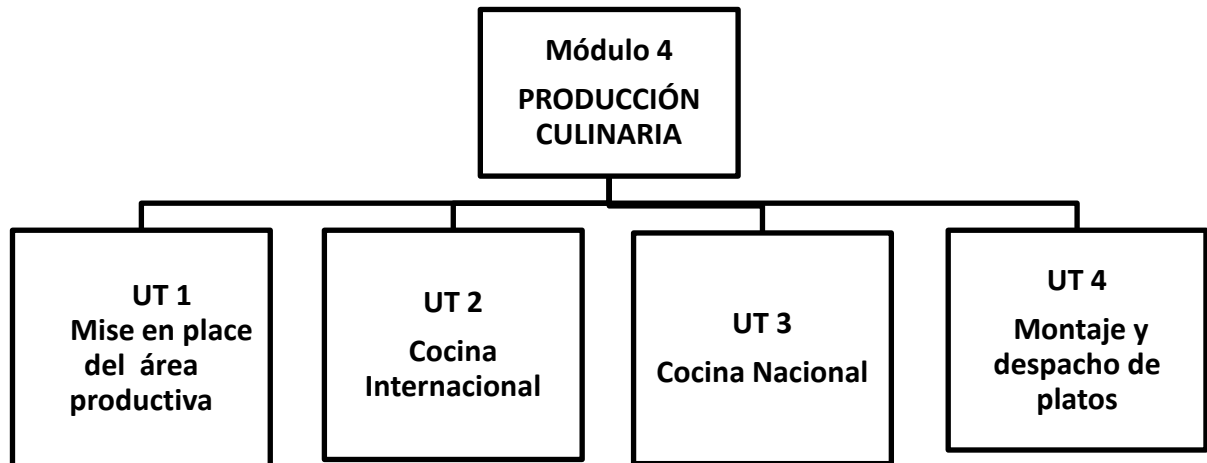 Módulo 4
PRODUCCIÓN
CULINARIA
UT 1
Mise en place
del área
productiva
UT 2
Cocina
Internacional
UT 3
Cocina Nacional
UT 4
Montaje y
despacho de
platos